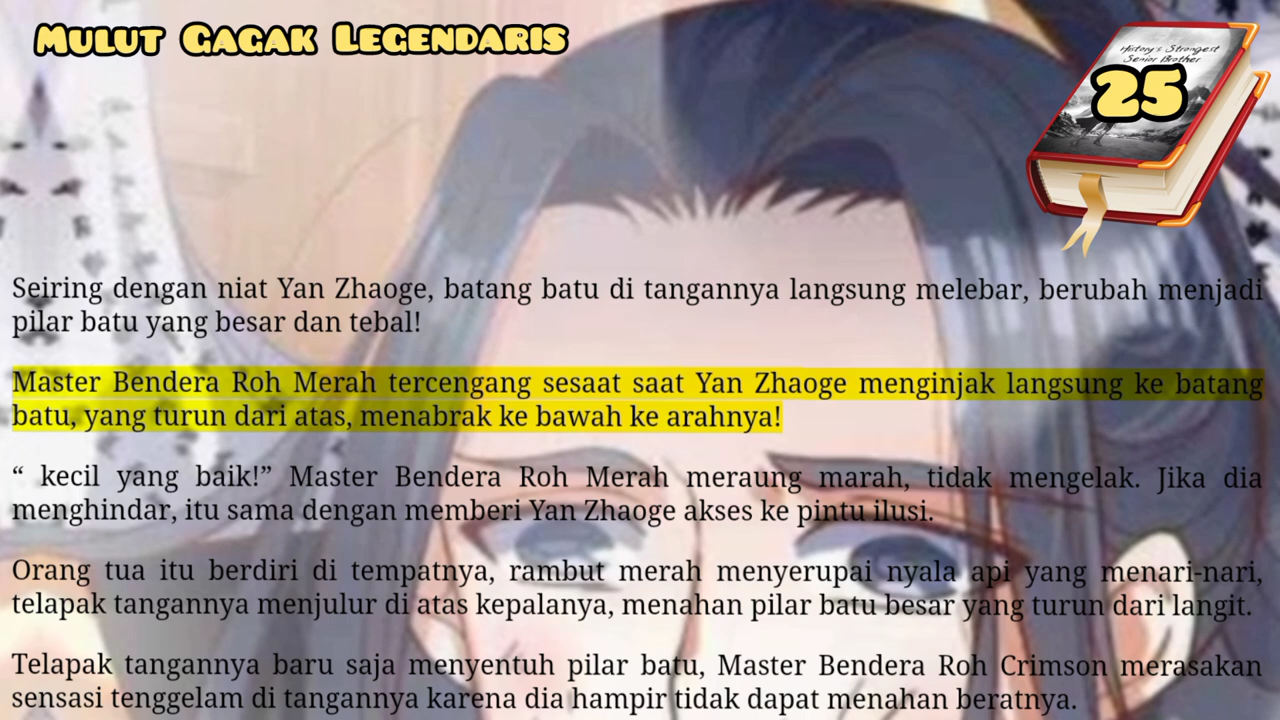 Mulut Gagak Legendaris
History's Strongest
Senior Brother
25
Seiring dengan niat Yan Zhaoge, batang batu di tangannya langsung melebar, berubah menjadi
pilar batu yang besar dan tebal!
Master Bendera Roh Merah tercengang sesaat saat Yan Zhaoge menginjak langsung ke batang
batu, yang turun dari atas, menabrak ke bawah ke arahnya!
“ kecil yang baik!” Master Bendera Roh Merah meraung marah, tidak mengelak. Jika dia
menghindar, itu sama dengan memberi Yan Zhaoge akses ke pintu ilusi.
Orang tua itu berdiri di tempatnya, rambut merah menyerupai nyala api yang menari-nari,
telapak tangannya menjulur di atas kepalanya, menahan pilar batu besar yang turun dari langit.
Telapak tangannya baru saja menyentuh pilar batu, Master Bendera Roh Crimson merasakan
sensasi tenggelam di tangannya karena dia hampir tidak dapat menahan beratnya.